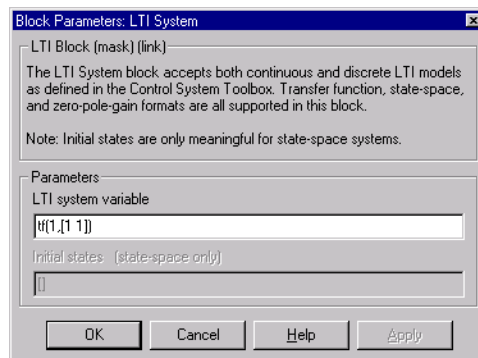 Block Parameters: LTI System
LTI Block (mask) (link)
The LTI System block accepts both continuous and discrete LTI models
as defined in the Control System Toolbox. Transfer function, state-space,
and zero-pole-gain formats are all supported in this block.
Note: Initial states are only meaningful for state-space systems.
Parameters
LTI system variable
tf(1,[1 1])
Initial states (state-space only)
[]
OK Cancel Help Apply